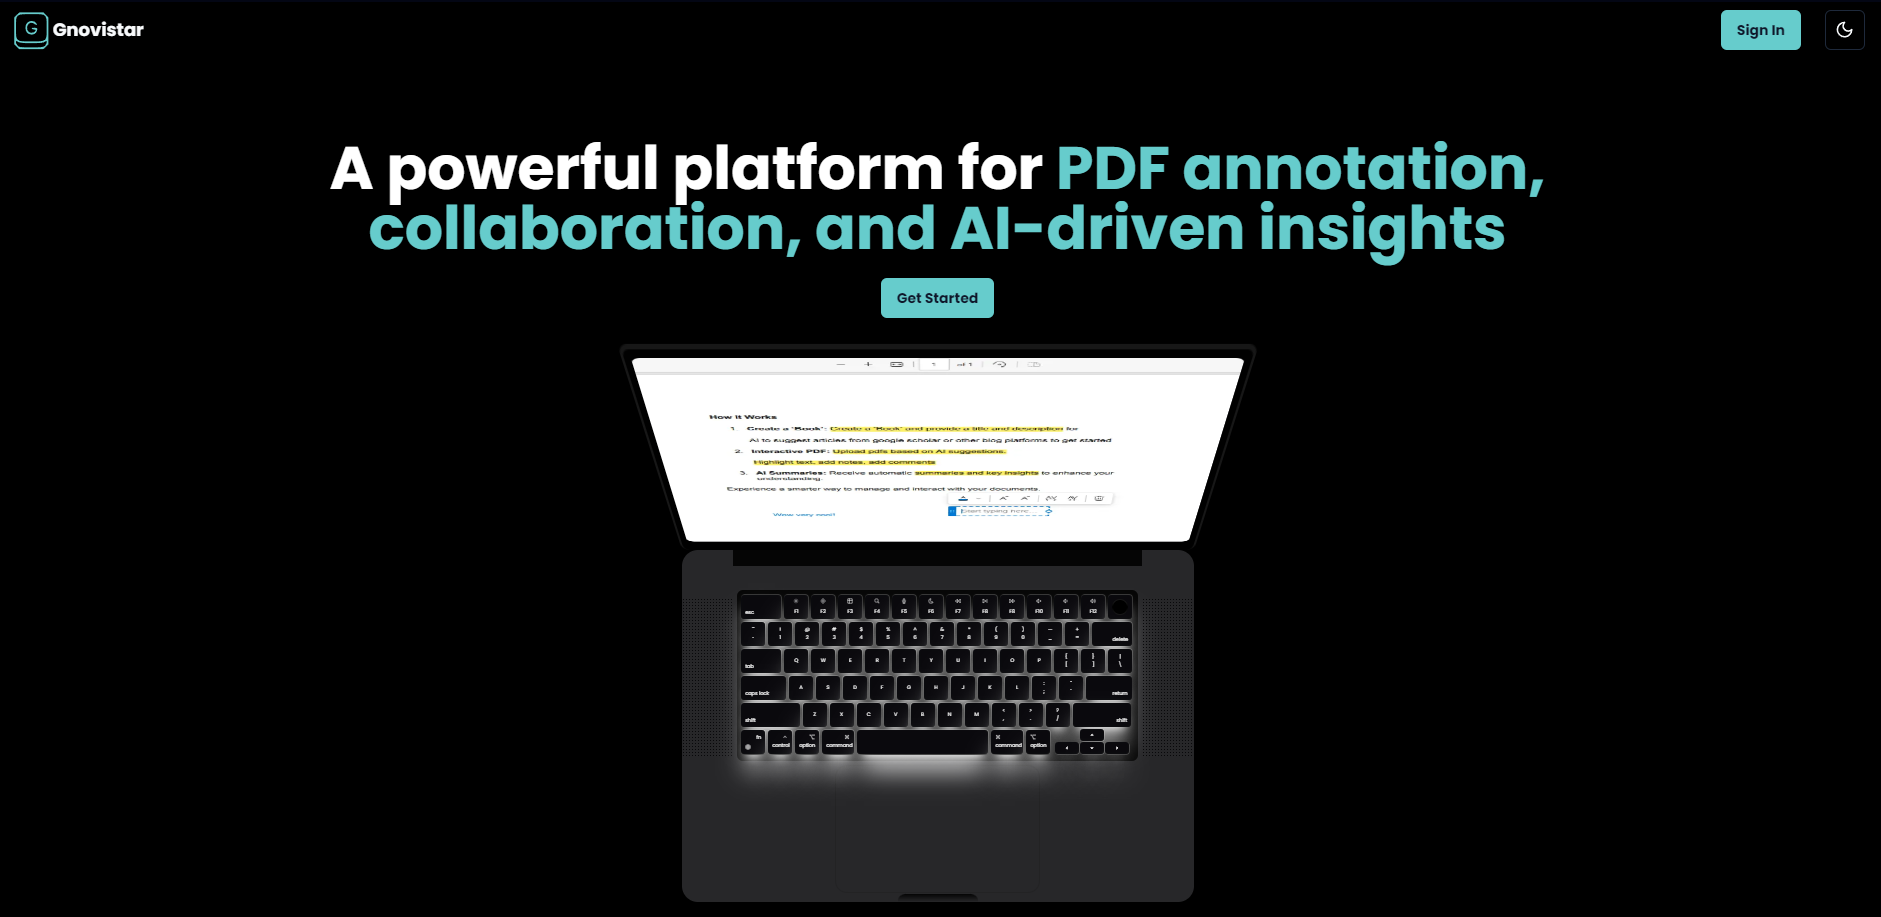 G Gnovistar
Sign In
A powerful platform for PDF annotation,
collaboration, and AI-driven insights
Get Started
1 of 1
How it Works
1. Create a 'Book': Create a 'Book' and provide a title and description for
AI to suggest articles from google scholar or other blog platforms to get started
2. Interactive PDF: Upload pdfs based on AI suggestions.
Highlight text, add notes, add comments
3. AI Summaries: Receive automatic summaries and key insights to enhance your
understanding.
Experience a smarter way to manage and interact with your documents.
Wow very cool!
Start typing here...
esc F1 F2 F3 F4 F5 F6 F7 F8 F9 F10 F11 F12
~ ! @ # $ % ^ & * ( ) — +
1 2 3 4 5 6 7 8 9 0 _ = delete
tab Q W E R T Y U I O P { [ } ] | \
caps lock A S D F G H J K L : ; return
shift Z X C V B N M < , > . ? / shift
fn control option command command option